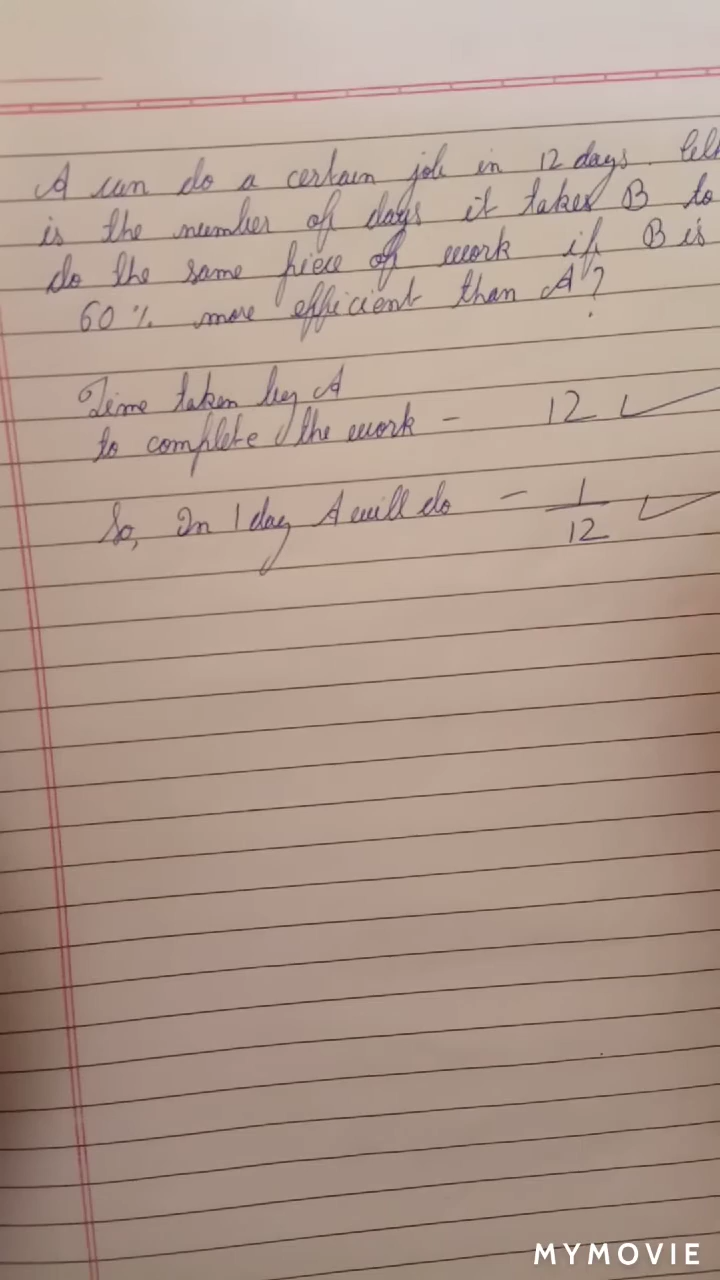 A can do a certain job in 12 days.
is the number of days it takes B to
do the same piece of work if B is
60% more efficient than A?
Time taken by A
to complete the work - 12
So, In 1 day A will do - 1/12
MYMOVIE